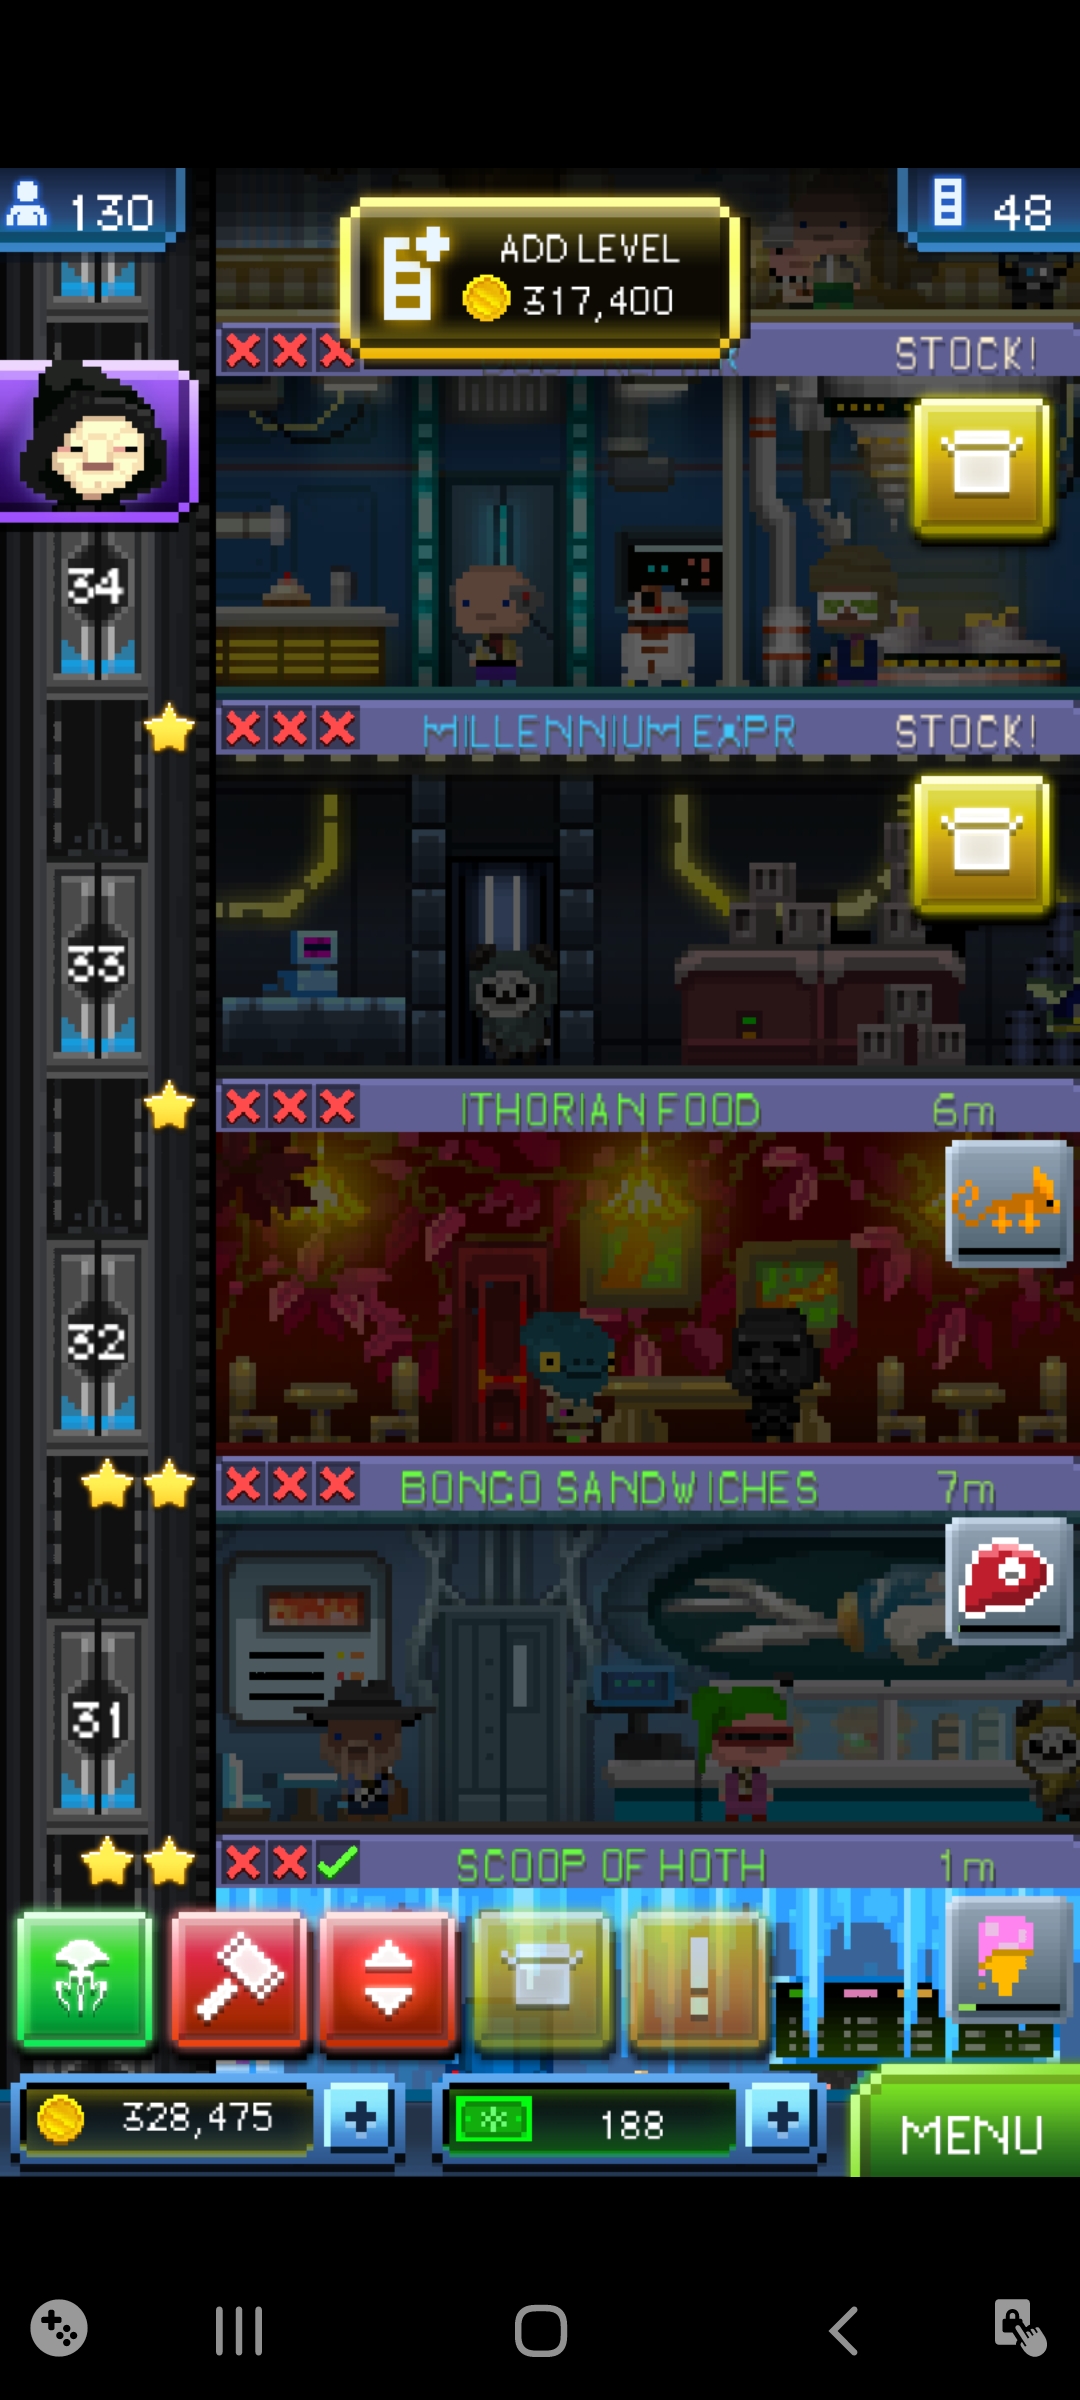 130
ADD LEVEL
317,400
48
STOCK!
34
MILLENNIUM EXPR
STOCK!
33
ITHORIAN FOOD
6m
32
BONGO SANDWICHES
7m
31
SCOOP OF HOTH
1m
328,475
188
MENU